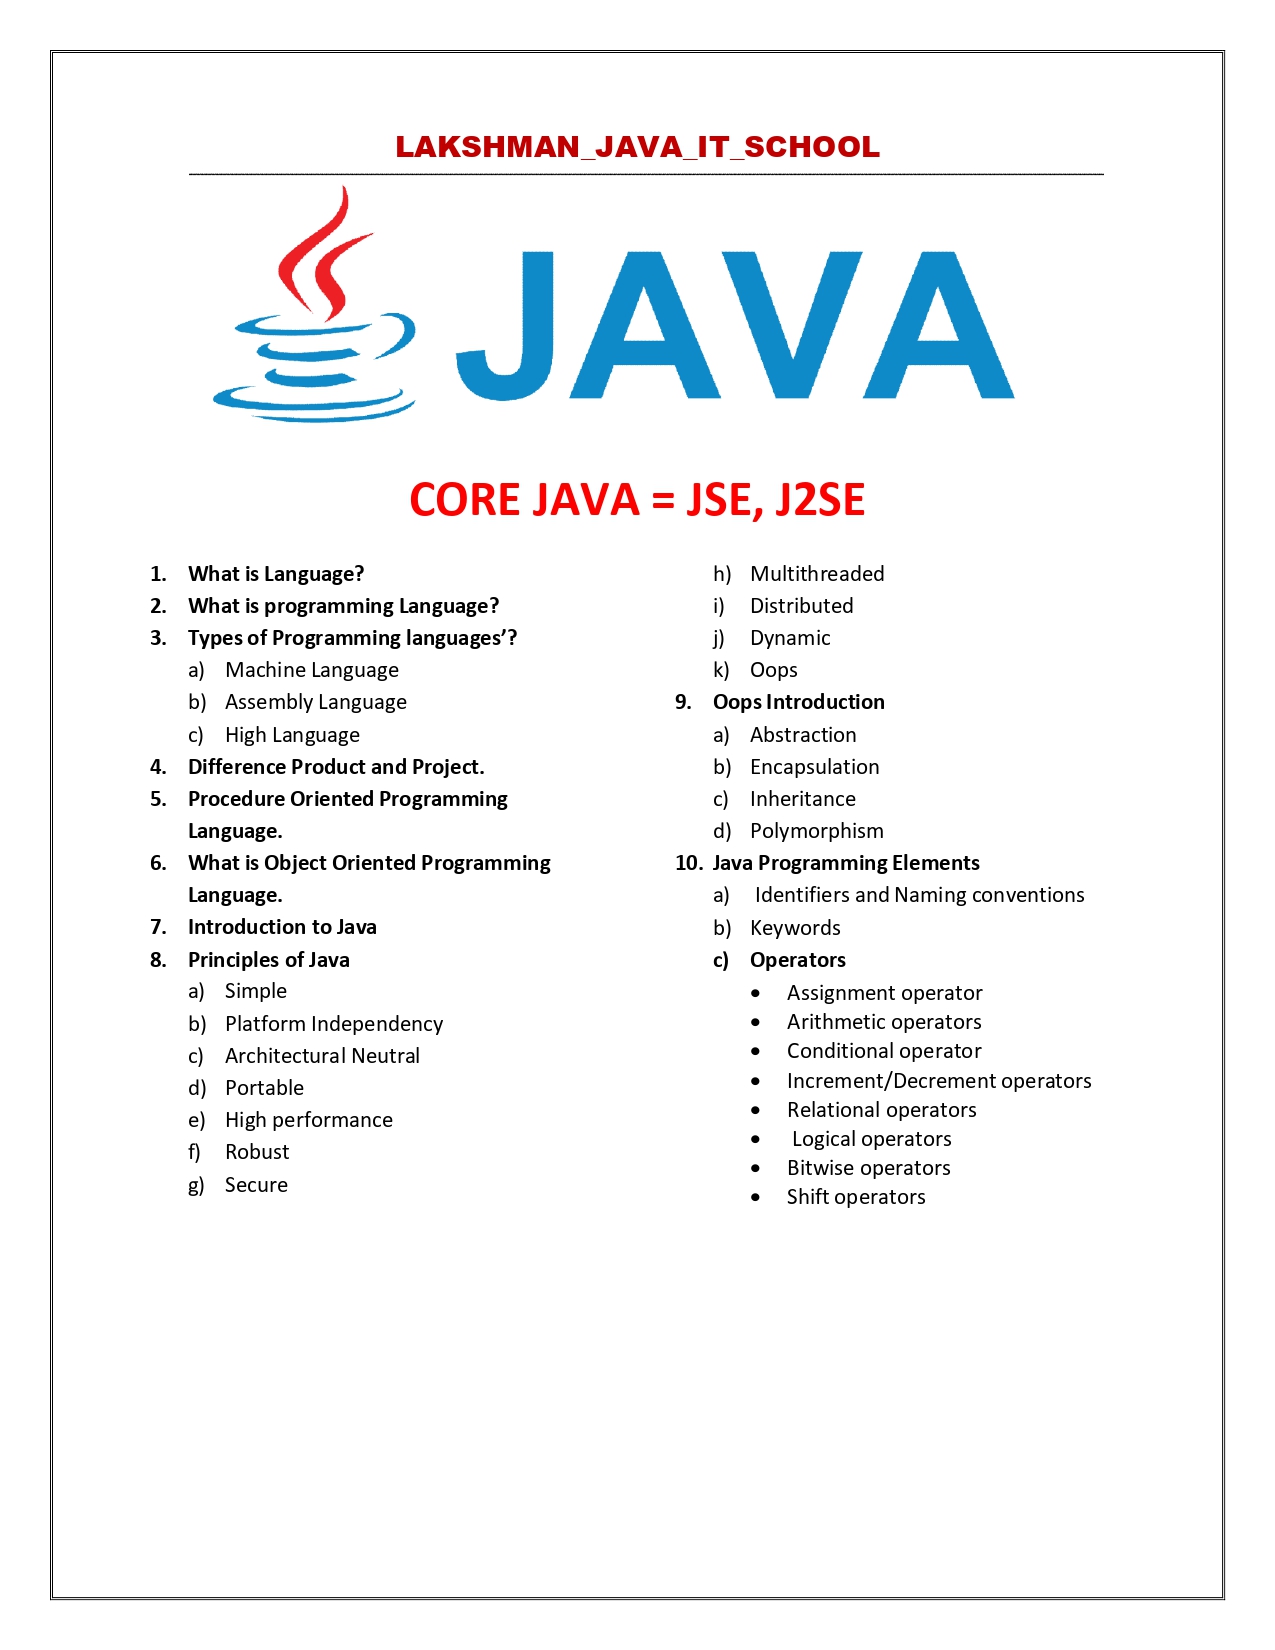 LAKSHMAN_JAVA_IT_SCHOOL
JAVA
CORE JAVA = JSE, J2SE
1. What is Language?
2. What is programming Language?
3. Types of Programming languages’?
a) Machine Language
b) Assembly Language
c) High Language
4. Difference Product and Project.
5. Procedure Oriented Programming
Language.
6. What is Object Oriented Programming
Language.
7. Introduction to Java
8. Principles of Java
a) Simple
b) Platform Independency
c) Architectural Neutral
d) Portable
e) High performance
f) Robust
g) Secure
h) Multithreaded
i) Distributed
j) Dynamic
k) Oops
9. Oops Introduction
a) Abstraction
b) Encapsulation
c) Inheritance
d) Polymorphism
10. Java Programming Elements
a) Identifiers and Naming conventions
b) Keywords
c) Operators
• Assignment operator
• Arithmetic operators
• Conditional operator
• Increment/Decrement operators
• Relational operators
• Logical operators
• Bitwise operators
• Shift operators